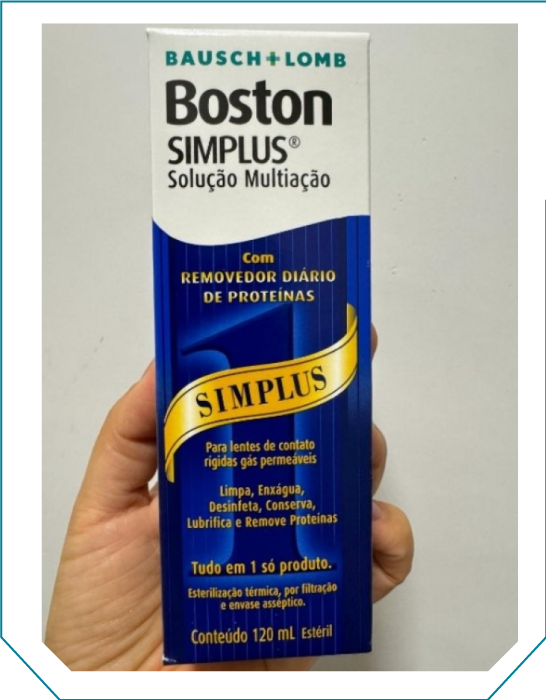 BAUSCH+LOMB
Boston
SIMPLUS®
Solução Multiação
Com
REMOVEDOR DIÁRIO
DE PROTEÍNAS
1
SIMPLUS
Para lentes de contato
rígidas gás permeáveis
Limpa, Enxágua,
Desinfeta, Conserva,
Lubrifica e Remove Proteínas
Tudo em 1 só produto.
Esterilização térmica, por filtração
e envase asséptico.
Conteúdo 120 mL Estéril